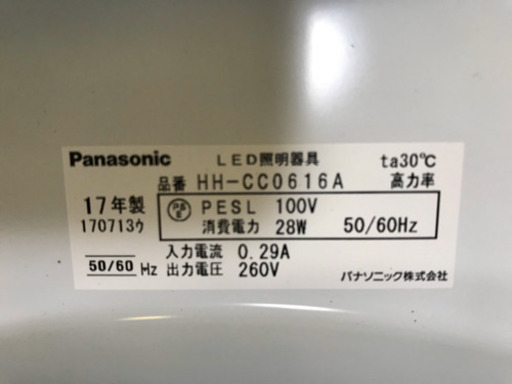 Panasonic LED照明器具 ta30℃
品番 HH-CC0616A 高力率
17年製 PSE PESL 100V
170713ウ 消費電力 28W 50/60Hz
入力電流 0.29A
50/60 Hz 出力電圧 260V
パナソニック株式会社